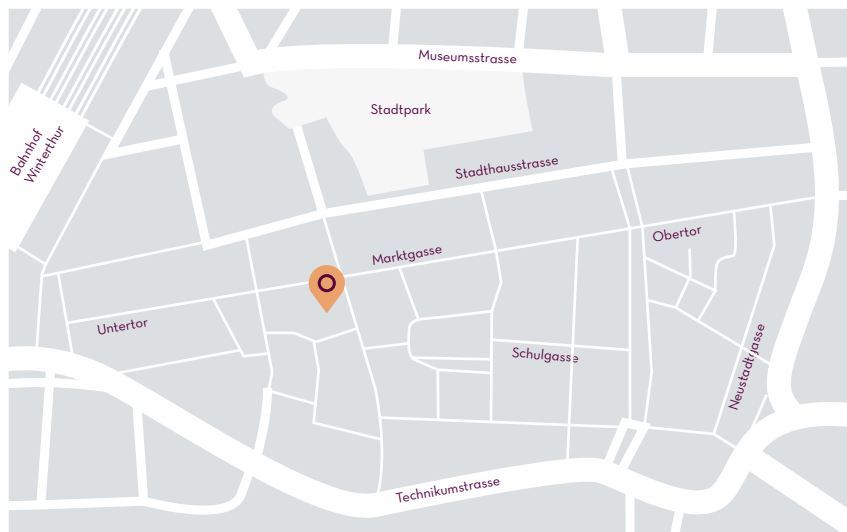 Museumsstrasse
Stadtpark
Bahnhof
Winterthur
Stadthausstrasse
Obertor
Marktgasse
Untertor
Schulgasse
Neustadtgasse
Technikumstrasse